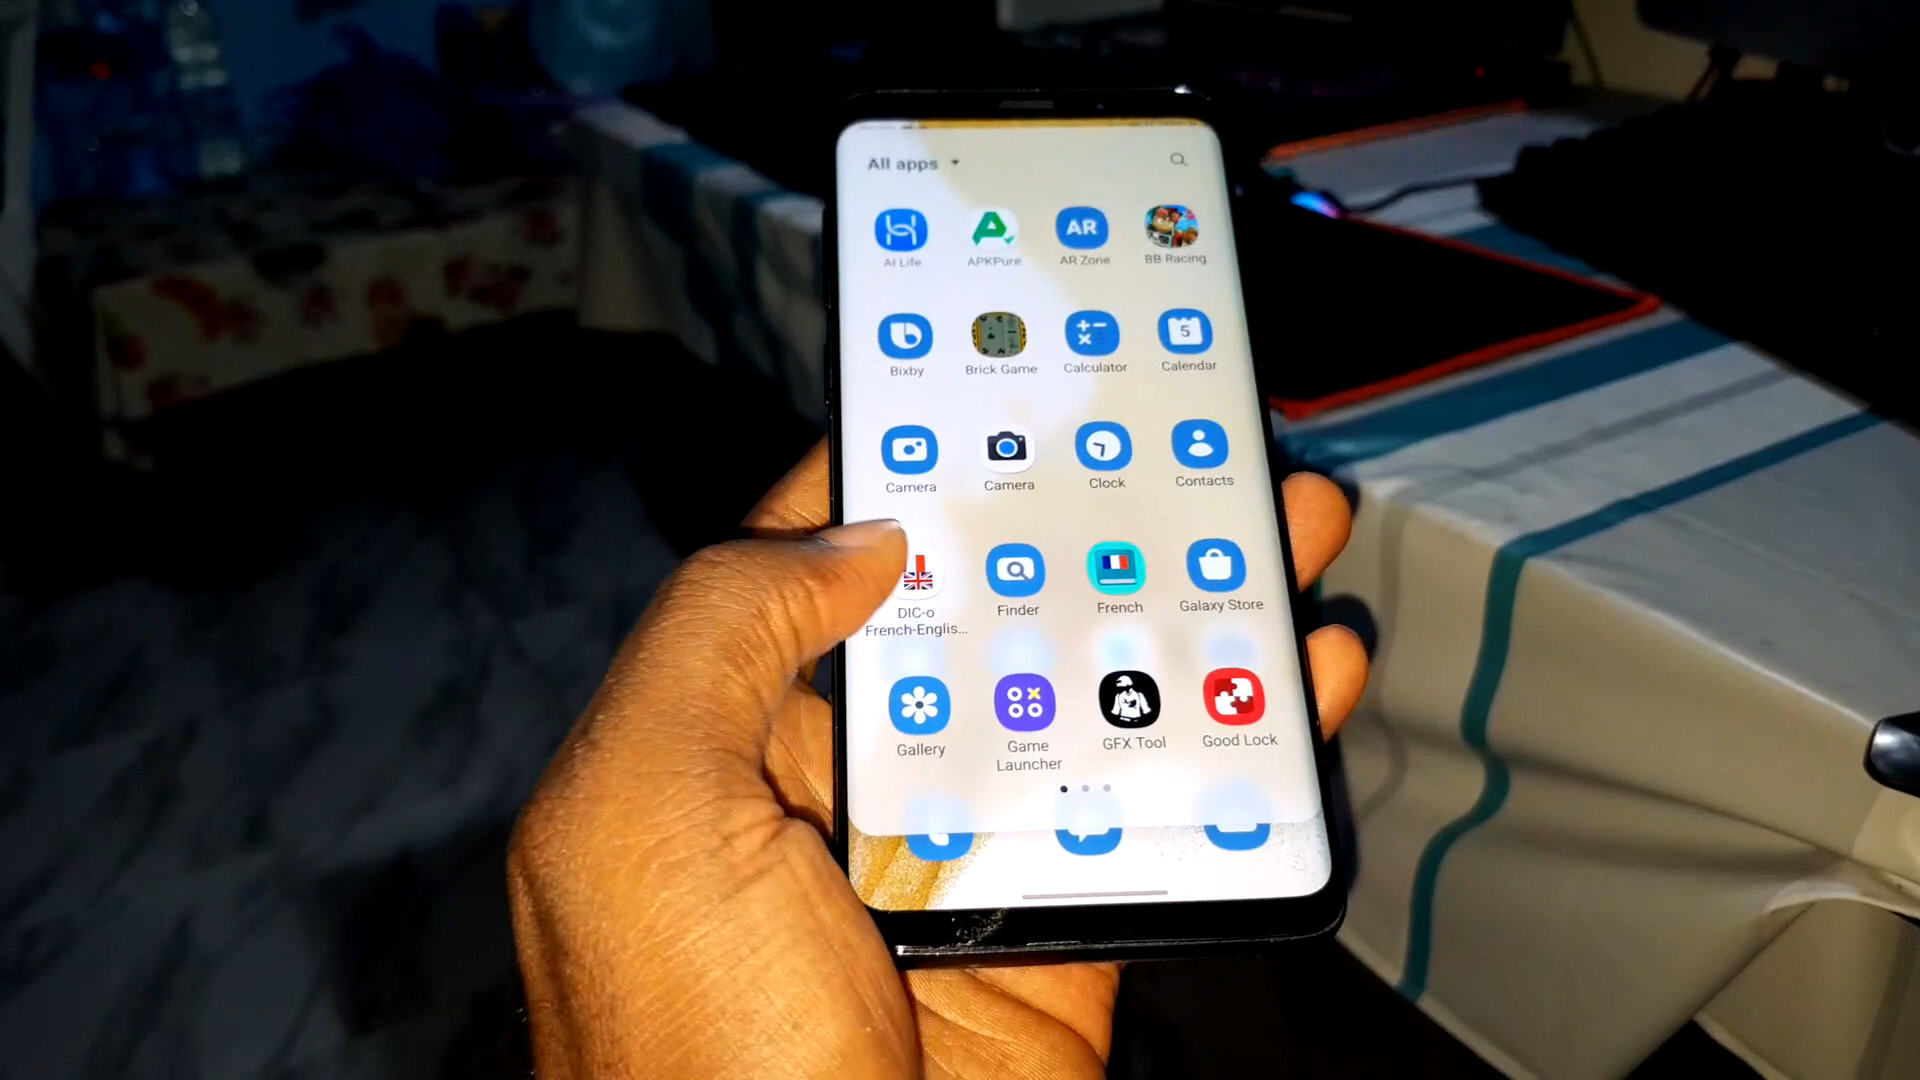 All apps
AI Life
APKPure
AR
AR Zone
BB Racing
Bixby
Brick Game
Calculator
5
Calendar
Camera
Camera
Clock
Contacts
DIC-o
French-Englis...
Finder
French
Galaxy Store
Gallery
Game
Launcher
GFX Tool
Good Lock